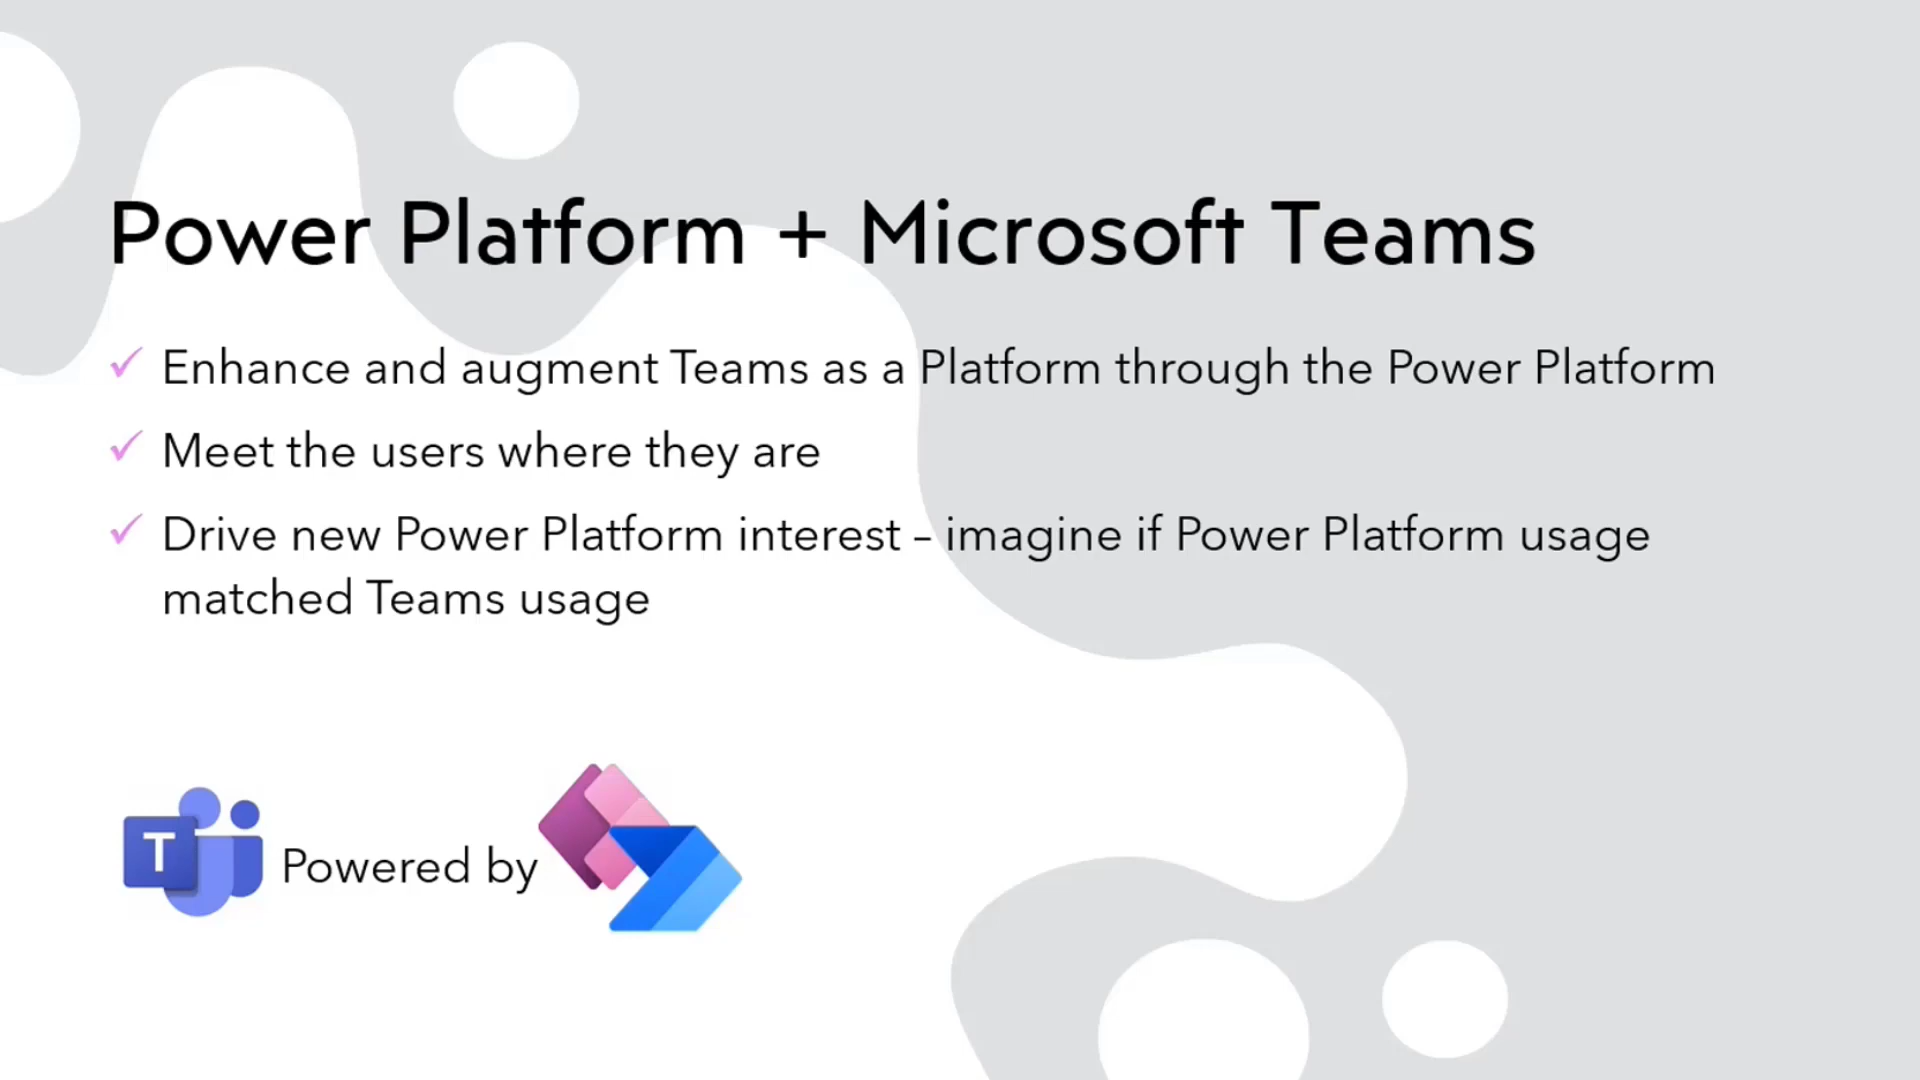 Power Platform + Microsoft Teams
✓ Enhance and augment Teams as a Platform through the Power Platform
✓ Meet the users where they are
✓ Drive new Power Platform interest – imagine if Power Platform usage
matched Teams usage
T Powered by